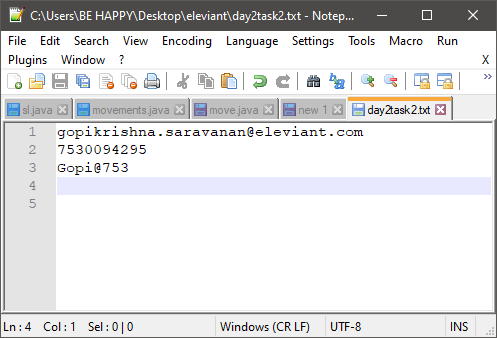 C:\Users\BE HAPPY\Desktop\eleviant\day2task2.txt - Notep...
File Edit Search View Encoding Language Settings Tools Macro Run
Plugins Window ? X
sl.java movements.java move.java new 1 day2task2.txt
1 gopikrishna.saravanan@eleviant.com
2 7530094295
3 Gopi@753
4
5
Ln : 4 Col : 1 Sel : 0 | 0 Windows (CR LF) UTF-8 INS